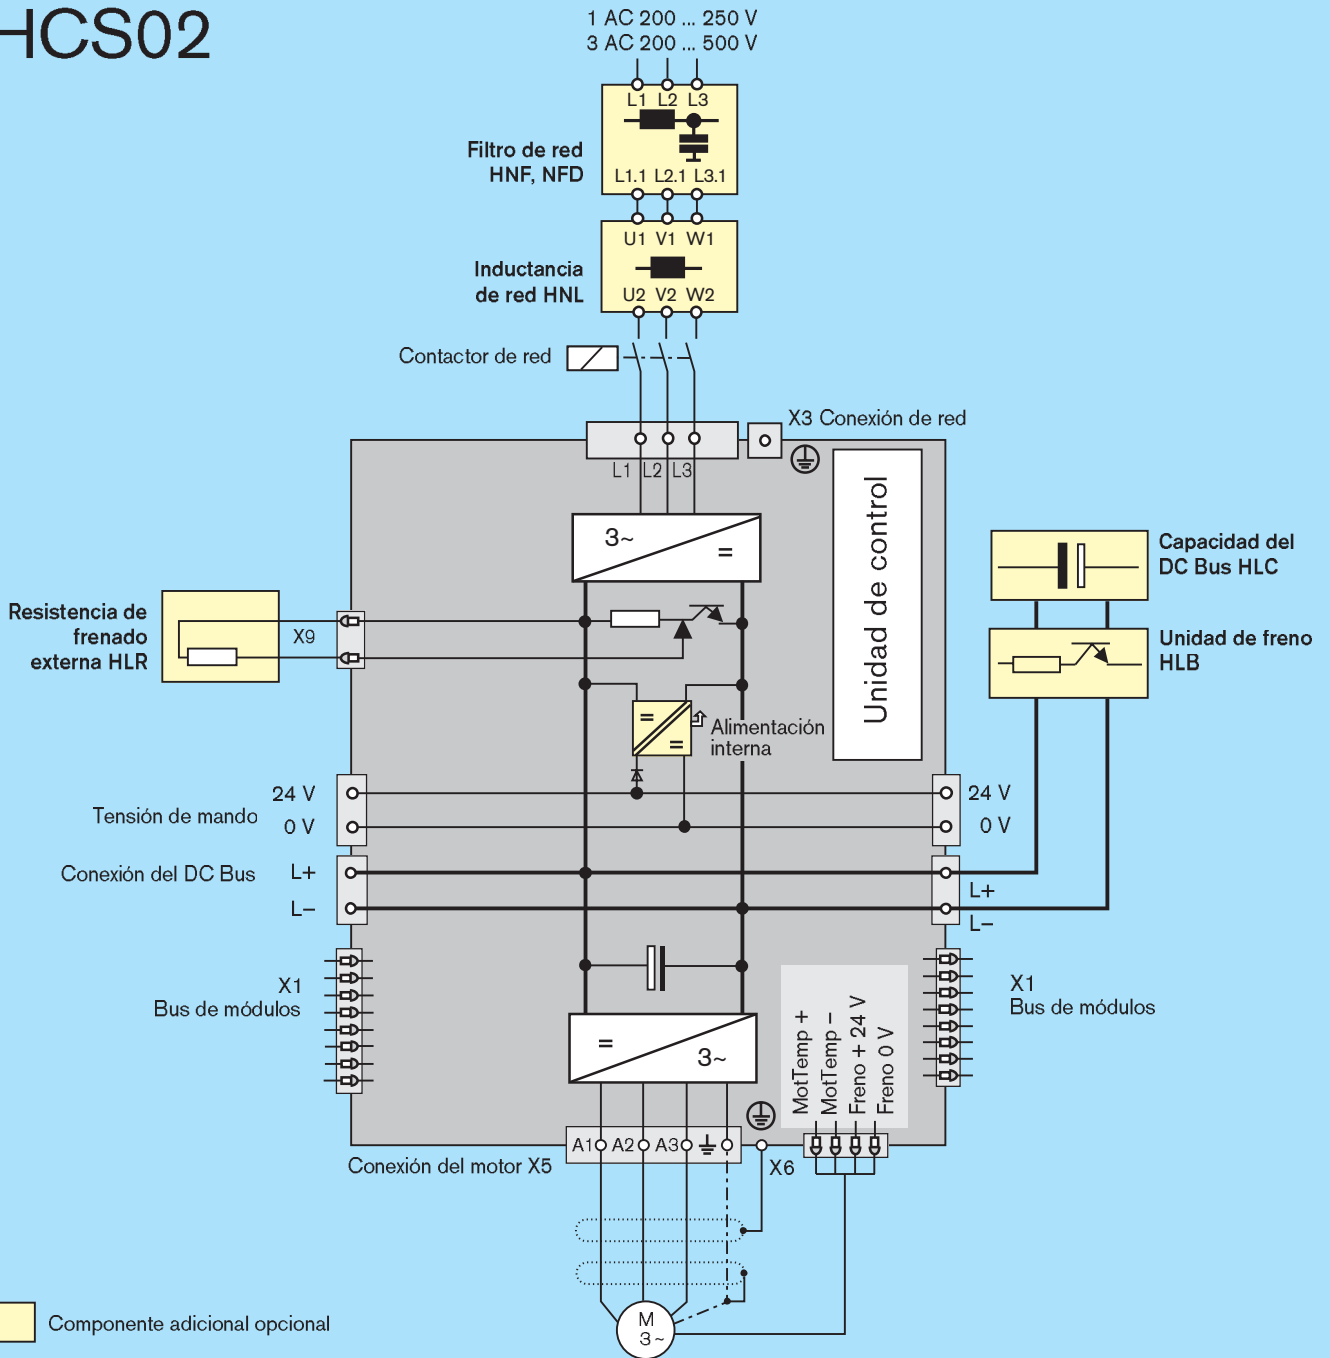 HCS02
1 AC 200 ... 250 V
3 AC 200 ... 500 V
L1 L2 L3
Filtro de red
HNF, NFD
L1.1 L2.1 L3.1
U1 V1 W1
Inductancia
de red HNL
U2 V2 W2
Contactor de red
X3 Conexión de red
L1 L2 L3
3~
=
Unidad de control
Capacidad del
DC Bus HLC
Unidad de freno
HLB
Resistencia de
frenado
externa HLR
X9
=
=
Alimentación
interna
Tensión de mando
24 V
0 V
24 V
0 V
Conexión del DC Bus
L+
L–
L+
L–
X1
Bus de módulos
X1
Bus de módulos
=
3~
MotTemp +
MotTemp –
Freno + 24 V
Freno 0 V
A1 A2 A3
Conexión del motor X5
X6
M
3~
Componente adicional opcional